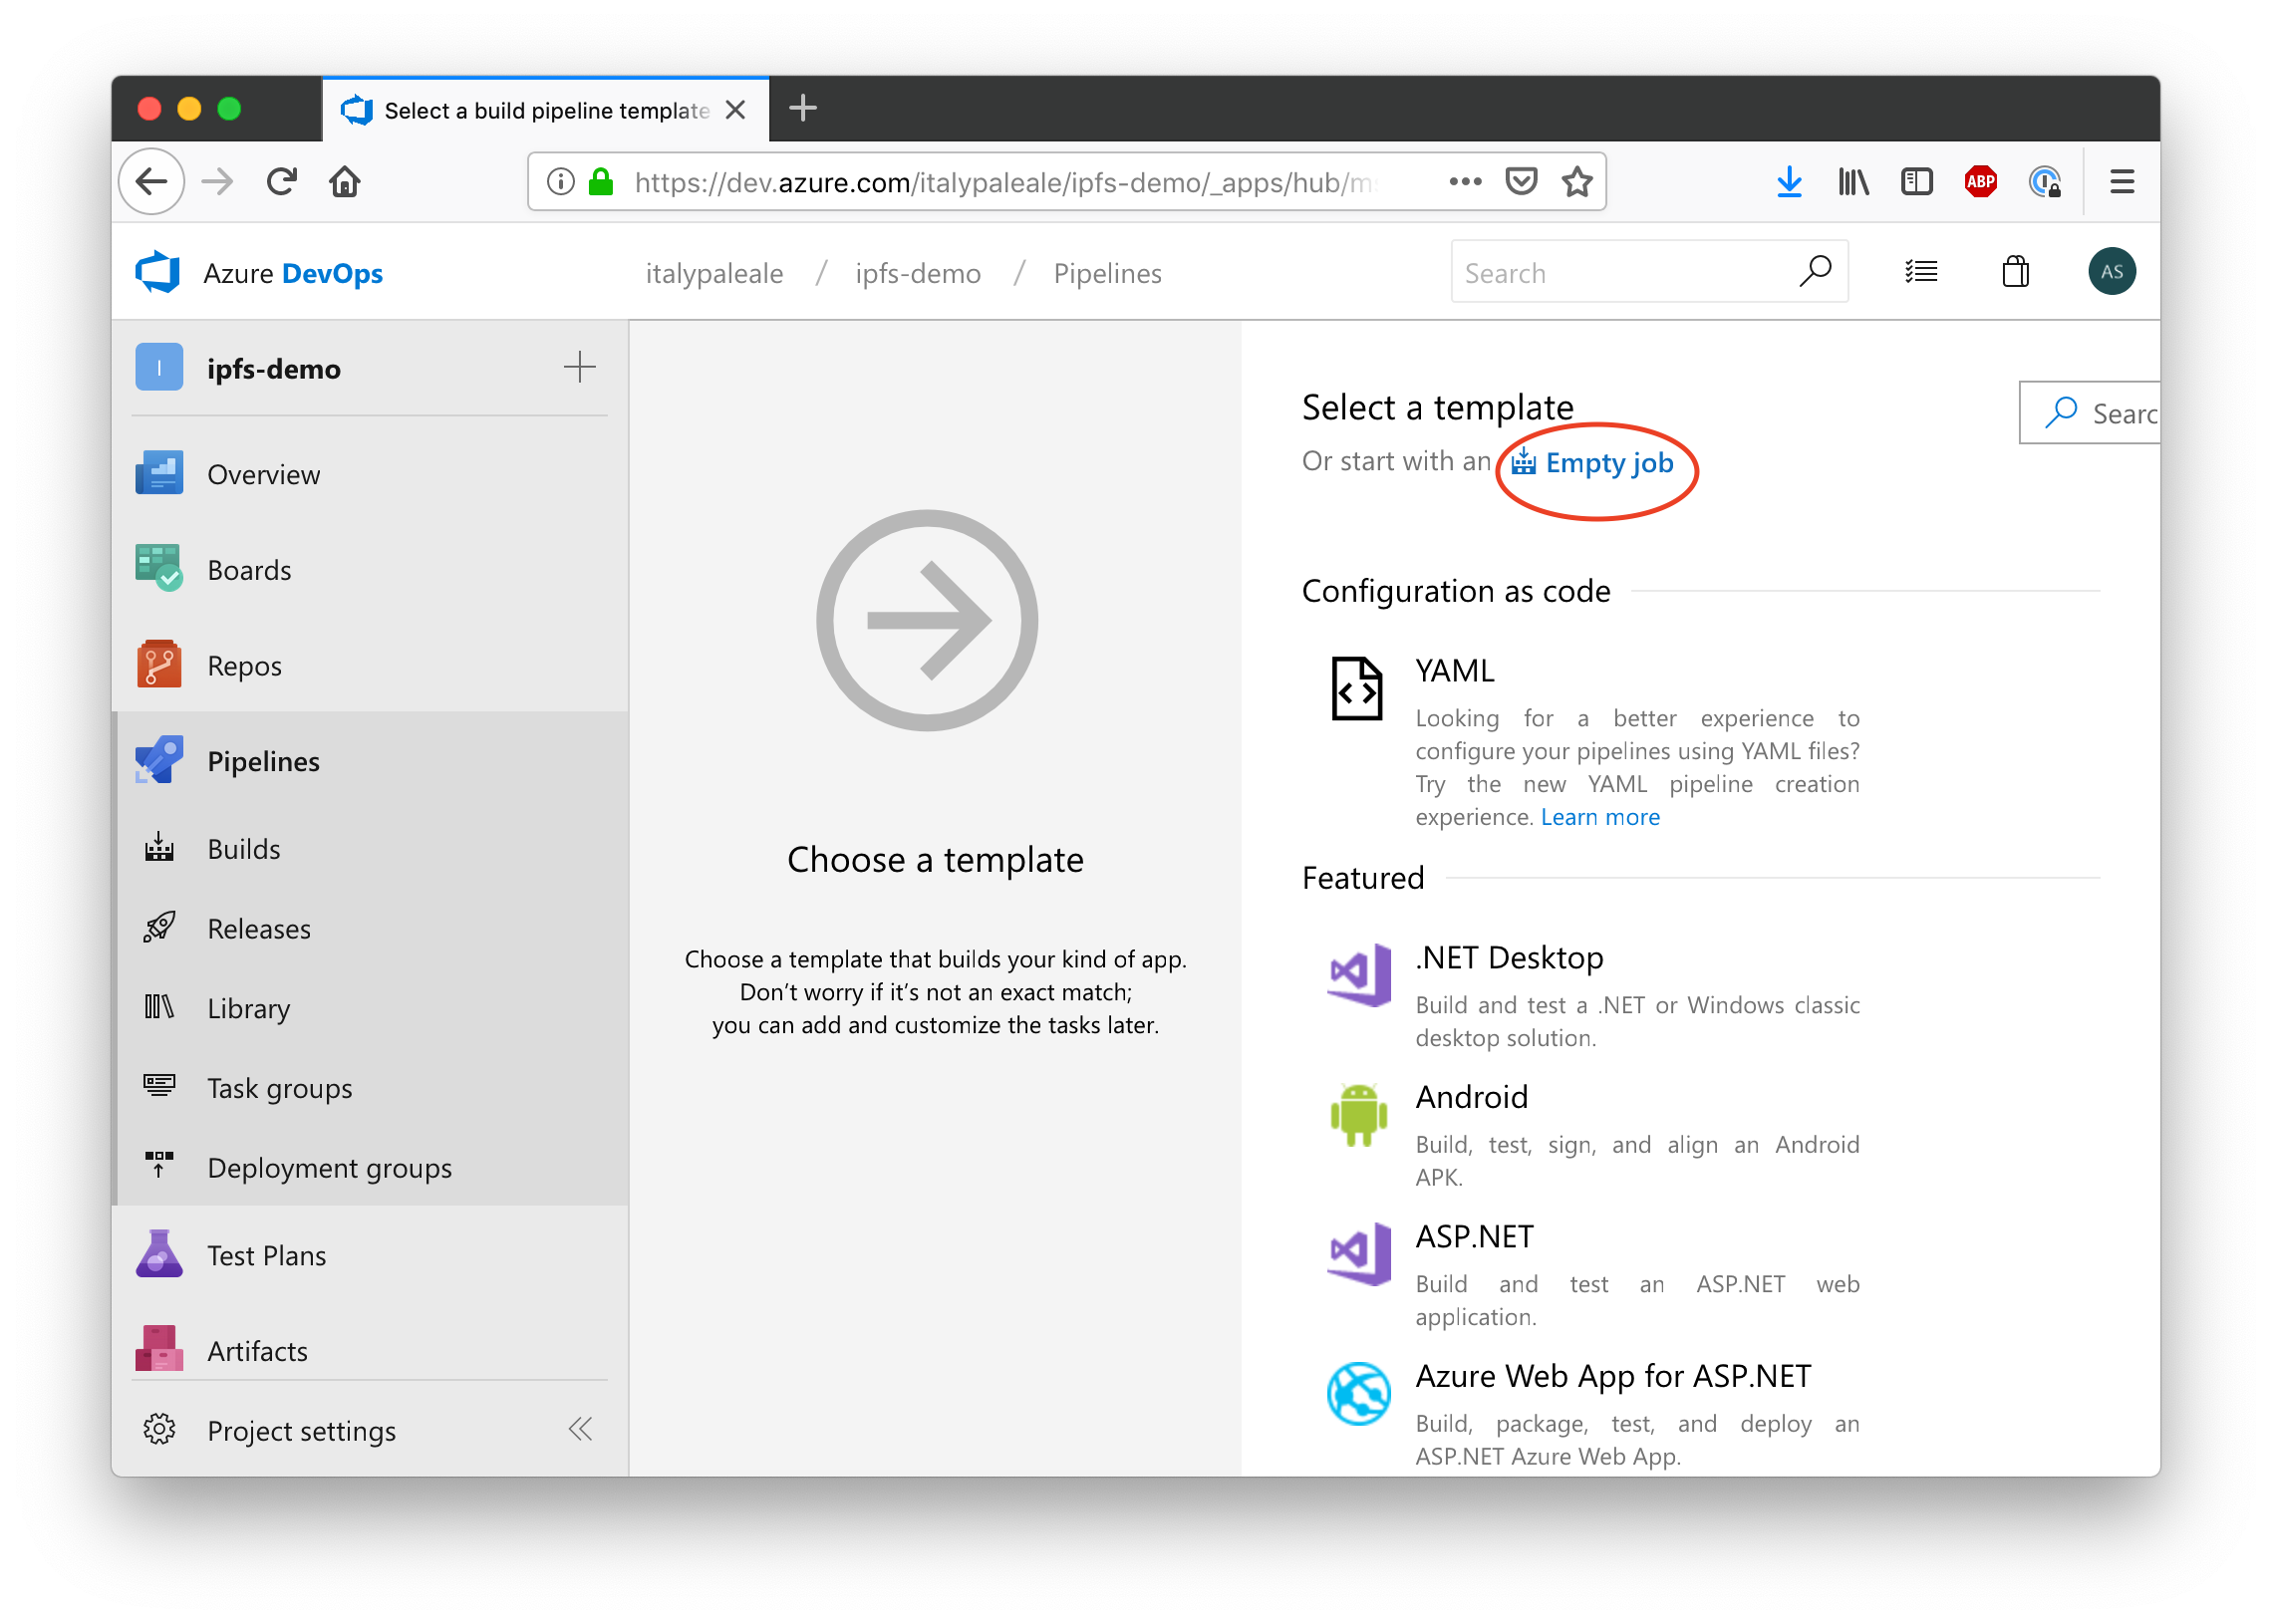 Select a build pipeline template
https://dev.azure.com/italypaleale/ipfs-demo/_apps/hub/m
ABP
Azure DevOps
italypaleale / ipfs-demo / Pipelines
Search
AS
I
ipfs-demo
Overview
Boards
Repos
Pipelines
Builds
Releases
Library
Task groups
Deployment groups
Test Plans
Artifacts
Project settings
Choose a template
Choose a template that builds your kind of app.
Don’t worry if it’s not an exact match;
you can add and customize the tasks later.
Select a template
Or start with an Empty job
Searc
Configuration as code
YAML
Looking for a better experience to
configure your pipelines using YAML files?
Try the new YAML pipeline creation
experience. Learn more
Featured
.NET Desktop
Build and test a .NET or Windows classic
desktop solution.
Android
Build, test, sign, and align an Android
APK.
ASP.NET
Build and test an ASP.NET web
application.
Azure Web App for ASP.NET
Build, package, test, and deploy an
ASP.NET Azure Web App.